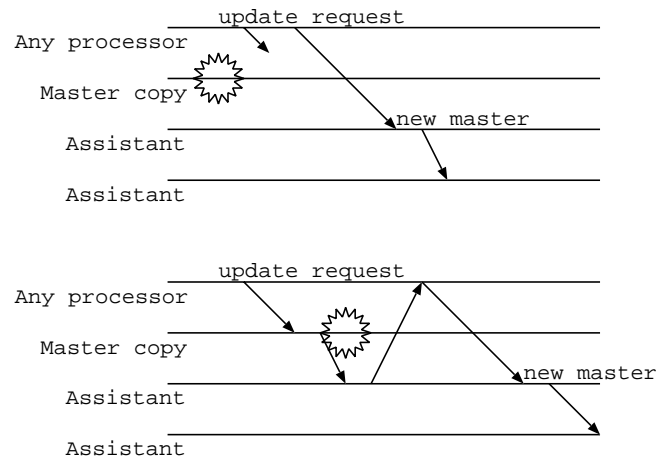 update request
Any processor
Master copy
new master
Assistant
Assistant
update request
Any processor
Master copy
new master
Assistant
Assistant